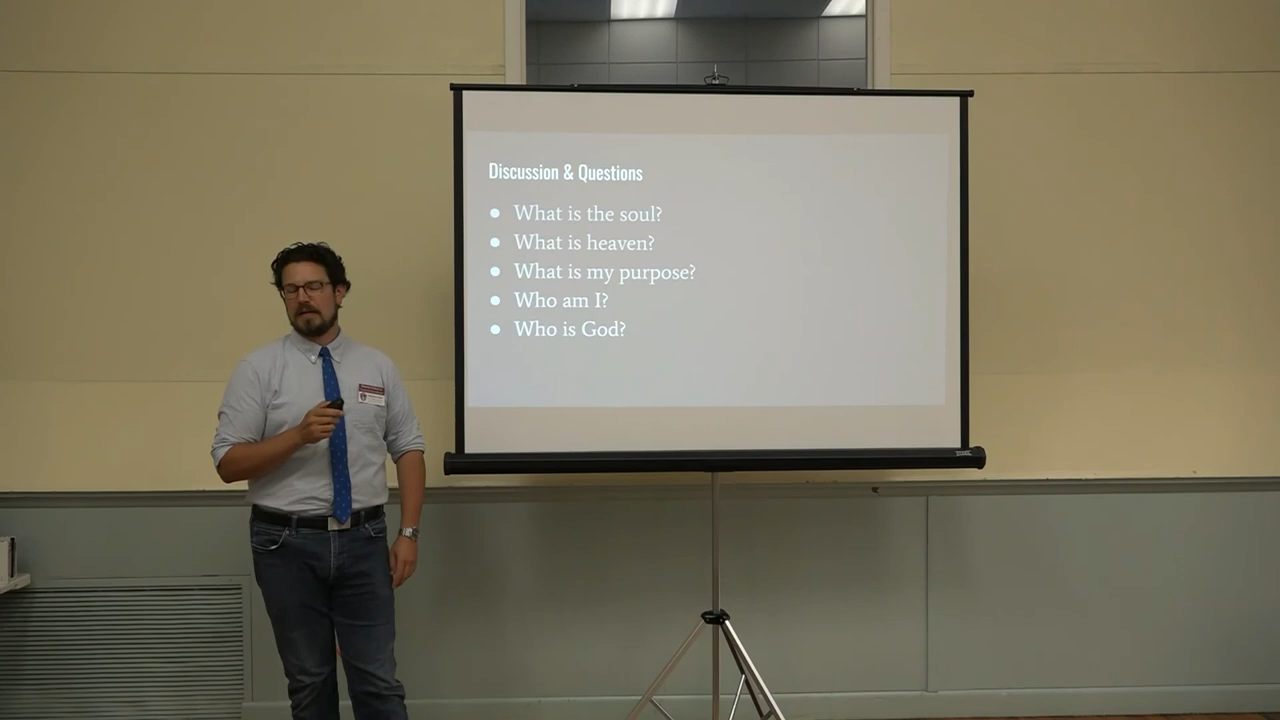 Discussion & Questions
• What is the soul?
• What is heaven?
• What is my purpose?
• Who am I?
• Who is God?